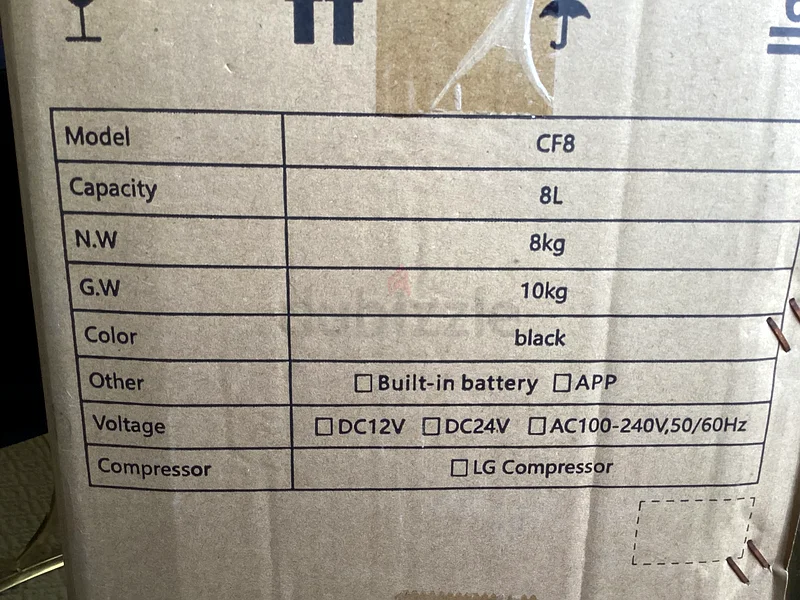 Model CF8
Capacity 8L
N.W 8kg
G.W 10kg
Color black
Other ☐ Built-in battery ☐ APP
Voltage ☐ DC12V ☐ DC24V ☐ AC100-240V,50/60Hz
Compressor ☐ LG Compressor
dubizzle